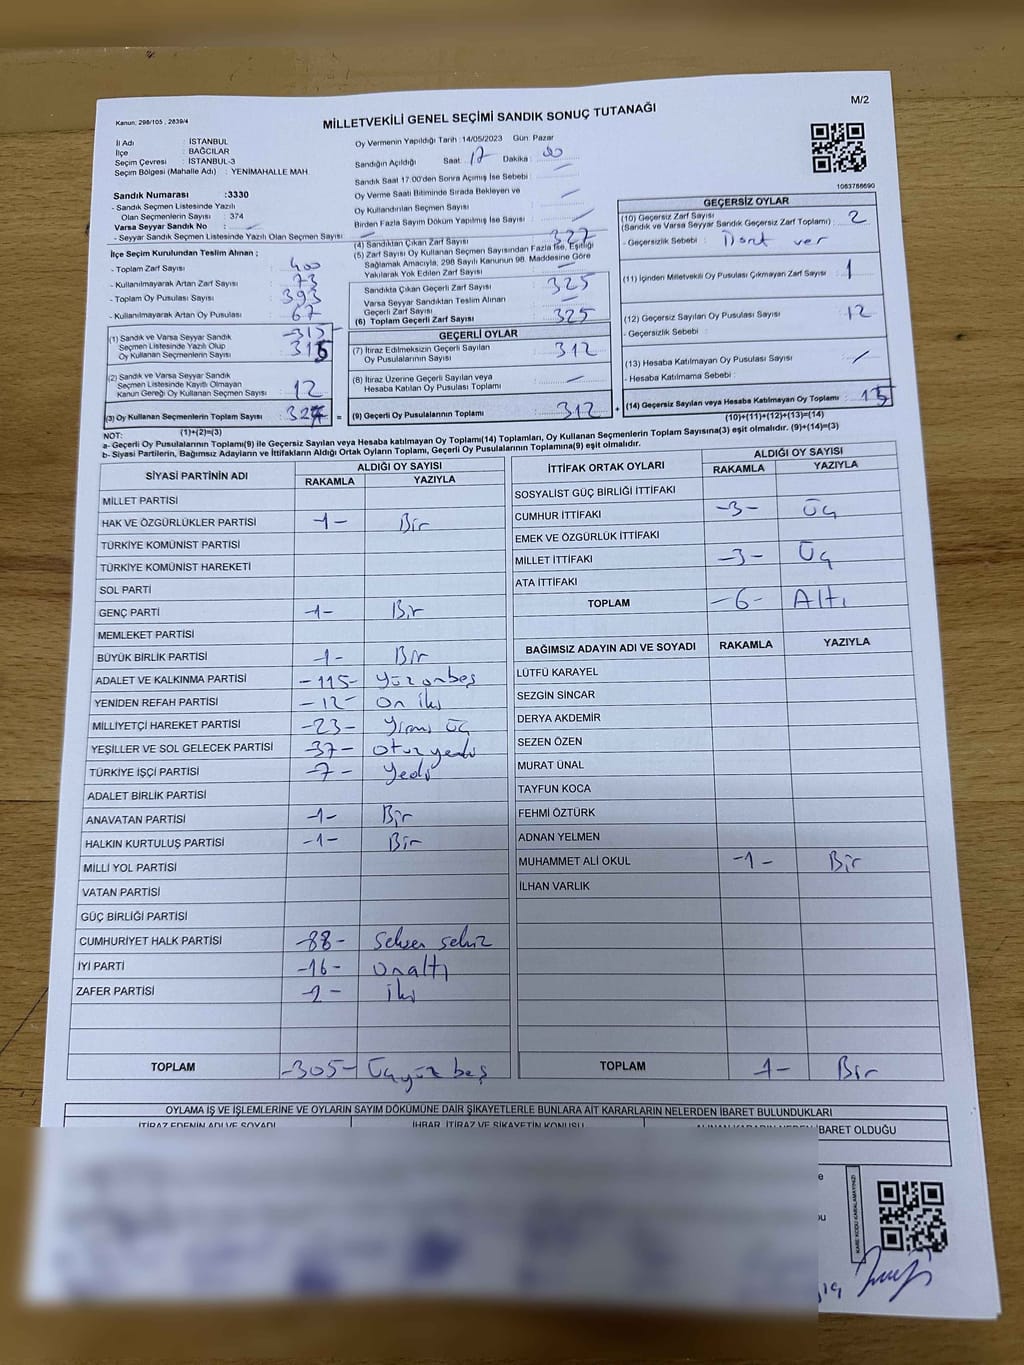 Kanun; 298/105 , 2839/4
MİLLETVEKİLİ GENEL SEÇİMİ SANDIK SONUÇ TUTANAĞI
M/2
İl Adı : İSTANBUL
İlçe : BAĞCILAR
Seçim Çevresi : İSTANBUL-3
Seçim Bölgesi (Mahalle Adı) : YENİMAHALLE MAH.
Sandık Numarası :3330
- Sandık Seçmen Listesinde Yazılı
Olan Seçmenlerin Sayısı : 374
Varsa Seyyar Sandık No :
- Seyyar Sandık Seçmen Listesinde Yazılı Olan Seçmen Sayısı:
İlçe Seçim Kurulundan Teslim Alınan ;
- Toplam Zarf Sayısı : 400
- Kullanılmayarak Artan Zarf Sayısı : 73
- Toplam Oy Pusulası Sayısı : 393
- Kullanılmayarak Artan Oy Pusulası : 67
(1) Sandık ve Varsa Seyyar Sandık -315-
Seçmen Listesinde Yazılı Olup : 315
Oy Kullanan Seçmenlerin Sayısı
(2) Sandık ve Varsa Seyyar Sandık
Seçmen Listesinde Kayıtlı Olmayan
Kanun Gereği Oy Kullanan Seçmen Sayısı : 12
(3) Oy Kullanan Seçmenlerin Toplam Sayısı : 327 =
(1)+(2)=(3)
Oy Vermenin Yapıldığı Tarih : 14/05/2023 Gün: Pazar
Sandığın Açıldığı Saat: 17 Dakika : 00
Sandık Saat 17:00'den Sonra Açılmış İse Sebebi :
Oy Verme Saati Bitiminde Sırada Bekleyen ve
Oy Kullandırılan Seçmen Sayısı :
Birden Fazla Sayım Döküm Yapılmış İse Sayısı :
(4) Sandıktan Çıkan Zarf Sayısı : 327
(5) Zarf Sayısı Oy Kullanan Seçmen Sayısından Fazla İse, Eşitliği
Sağlamak Amacıyla, 298 Sayılı Kanunun 98. Maddesine Göre
Yakılarak Yok Edilen Zarf Sayısı :
Sandıkta Çıkan Geçerli Zarf Sayısı : 325
Varsa Seyyar Sandıktan Teslim Alınan
Geçerli Zarf Sayısı :
(6) Toplam Geçerli Zarf Sayısı : 325
GEÇERLİ OYLAR
(7) İtiraz Edilmeksizin Geçerli Sayılan
Oy Pusulalarının Sayısı : 312
(8) İtiraz Üzerine Geçerli Sayılan veya
Hesaba Katılan Oy Pusulası Toplamı :
(9) Geçerli Oy Pusulalarının Toplamı : 312 +
1063786690
GEÇERSİZ OYLAR
(10) Geçersiz Zarf Sayısı
(Sandık ve Varsa Seyyar Sandık Geçersiz Zarf Toplamı) : 2
- Geçersizlik Sebebi : Dört ver
(11) İçinden Milletvekili Oy Pusulası Çıkmayan Zarf Sayısı : 1
(12) Geçersiz Sayılan Oy Pusulası Sayısı : 12
- Geçersizlik Sebebi :
(13) Hesaba Katılmayan Oy Pusulası Sayısı :
- Hesaba Katılmama Sebebi :
(14) Geçersiz Sayılan veya Hesaba Katılmayan Oy Toplamı : 15
(10)+(11)+(12)+(13)=(14)
NOT:
a- Geçerli Oy Pusulalarının Toplamı(9) ile Geçersiz Sayılan veya Hesaba katılmayan Oy Toplamı(14) Toplamları, Oy Kullanan Seçmenlerin Toplam Sayısına(3) eşit olmalıdır. (9)+(14)=(3)
b- Siyasi Partilerin, Bağımsız Adayların ve İttifakların Aldığı Ortak Oyların Toplamı, Geçerli Oy Pusulalarının Toplamına(9) eşit olmalıdır.
SİYASİ PARTİNİN ADI ALDIĞI OY SAYISI
RAKAMLA YAZIYLA
MİLLET PARTİSİ
HAK VE ÖZGÜRLÜKLER PARTİSİ -1- Bir
TÜRKİYE KOMÜNİST PARTİSİ
TÜRKİYE KOMÜNİST HAREKETİ
SOL PARTİ
GENÇ PARTİ -1- Bir
MEMLEKET PARTİSİ
BÜYÜK BİRLİK PARTİSİ -1- Bir
ADALET VE KALKINMA PARTİSİ -115- Yüz onbeş
YENİDEN REFAH PARTİSİ -12- On iki
MİLLİYETÇİ HAREKET PARTİSİ -23- Yirmi üç
YEŞİLLER VE SOL GELECEK PARTİSİ -37- Otuz yedi
TÜRKİYE İŞÇİ PARTİSİ -7- Yedi
ADALET BİRLİK PARTİSİ
ANAVATAN PARTİSİ -1- Bir
HALKIN KURTULUŞ PARTİSİ -1- Bir
MİLLİ YOL PARTİSİ
VATAN PARTİSİ
GÜÇ BİRLİĞİ PARTİSİ
CUMHURİYET HALK PARTİSİ -88- Seksen sekiz
İYİ PARTİ -16- Onaltı
ZAFER PARTİSİ -2- İki
TOPLAM -305- Üçyüz beş
İTTİFAK ORTAK OYLARI ALDIĞI OY SAYISI
RAKAMLA YAZIYLA
SOSYALİST GÜÇ BİRLİĞİ İTTİFAKI
CUMHUR İTTİFAKI -3- Üç
EMEK VE ÖZGÜRLÜK İTTİFAKI
MİLLET İTTİFAKI -3- Üç
ATA İTTİFAKI
TOPLAM -6- Altı
BAĞIMSIZ ADAYIN ADI VE SOYADI RAKAMLA YAZIYLA
LÜTFÜ KARAYEL
SEZGİN SİNCAR
DERYA AKDEMİR
SEZEN ÖZEN
MURAT ÜNAL
TAYFUN KOCA
FEHMİ ÖZTÜRK
ADNAN YELMEN
MUHAMMET ALİ OKUL -1- Bir
İLHAN VARLIK
TOPLAM 1- Bir
OYLAMA İŞ VE İŞLEMLERİNE VE OYLARIN SAYIM DÖKÜMÜNE DAİR ŞİKAYETLERLE BUNLARA AİT KARARLARIN NELERDEN İBARET BULUNDUKLARI
İTİRAZ EDENİN ADI VE SOYADI İHBAR, İTİRAZ VE ŞİKAYETİN KONUSU ALINAN KARARIN NEDEN İBARET OLDUĞU
KARE KODU KARALAMAYINIZ!